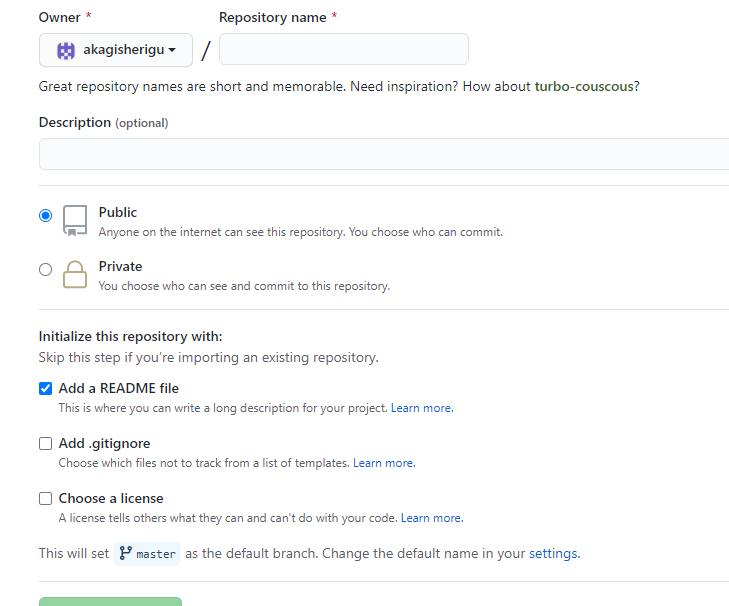 Owner * Repository name *
akagisherigu /
Great repository names are short and memorable. Need inspiration? How about turbo-couscous?
Description (optional)
Public
Anyone on the internet can see this repository. You choose who can commit.
Private
You choose who can see and commit to this repository.
Initialize this repository with:
Skip this step if you’re importing an existing repository.
Add a README file
This is where you can write a long description for your project. Learn more.
Add .gitignore
Choose which files not to track from a list of templates. Learn more.
Choose a license
A license tells others what they can and can't do with your code. Learn more.
This will set master as the default branch. Change the default name in your settings.